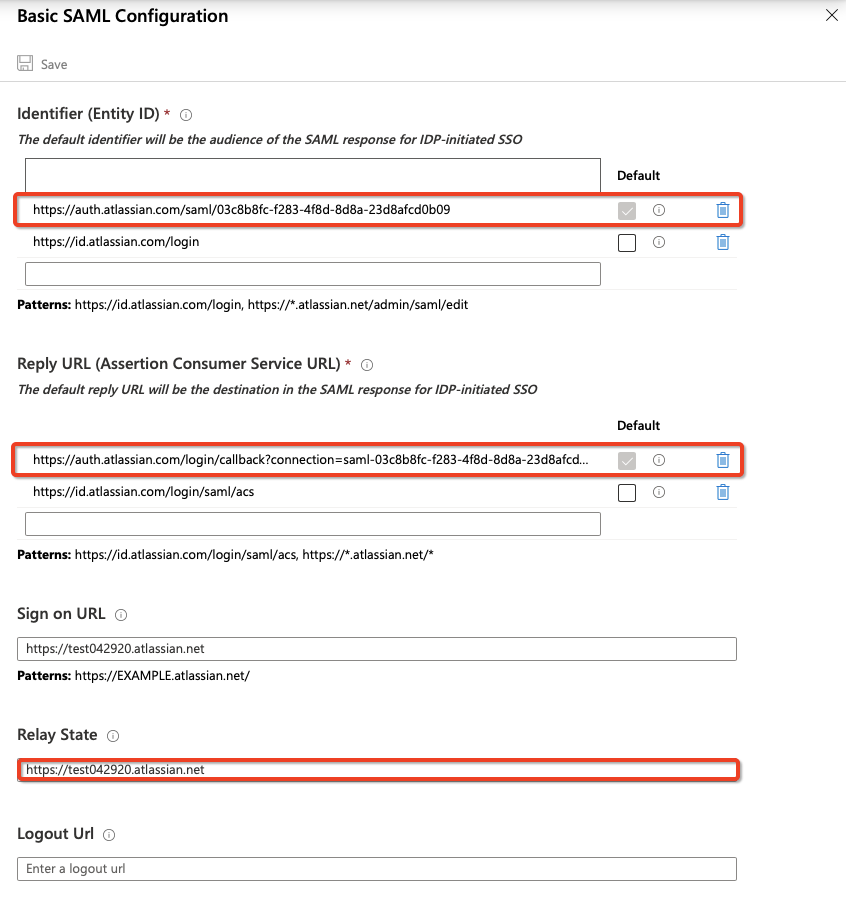 Basic SAML Configuration
Save
Identifier (Entity ID) *
The default identifier will be the audience of the SAML response for IDP-initiated SSO
Default
https://auth.atlassian.com/saml/03c8b8fc-f283-4f8d-8d8a-23d8afcd0b09
https://id.atlassian.com/login
Patterns: https://id.atlassian.com/login, https://*.atlassian.net/admin/saml/edit
Reply URL (Assertion Consumer Service URL) *
The default reply URL will be the destination in the SAML response for IDP-initiated SSO
Default
https://auth.atlassian.com/login/callback?connection=saml-03c8b8fc-f283-4f8d-8d8a-23d8afcd...
https://id.atlassian.com/login/saml/acs
Patterns: https://id.atlassian.com/login/saml/acs, https://*.atlassian.net/*
Sign on URL
https://test042920.atlassian.net
Patterns: https://EXAMPLE.atlassian.net/
Relay State
https://test042920.atlassian.net
Logout Url
Enter a logout url